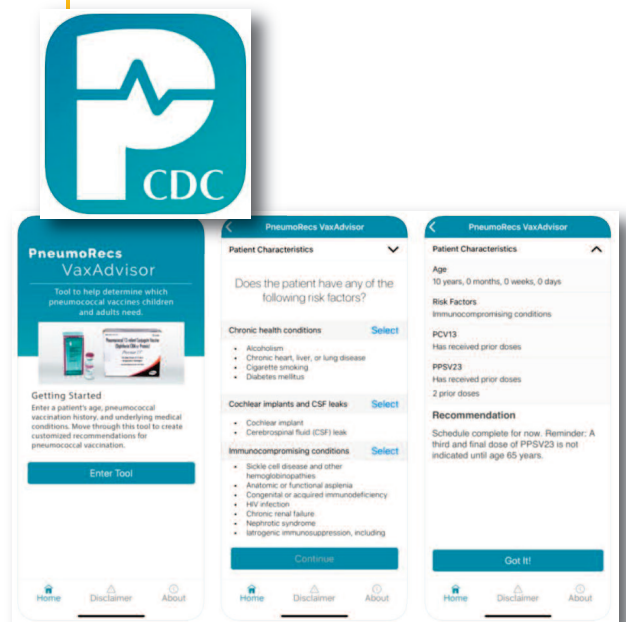 P
CDC
PneumoRecs
VaxAdvisor
Tool to help determine which
pneumococcal vaccines children
and adults need.
Getting Started
Enter a patient's age, pneumococcal
vaccination history, and underlying medical
conditions. Move through this tool to create
customized recommendations for
pneumococcal vaccination.
Enter Tool
Home Disclaimer About
PneumoRecs VaxAdvisor
Patient Characteristics
Does the patient have any of the
following risk factors?
Chronic health conditions Select
• Alcoholism
• Chronic heart, liver, or lung disease
• Cigarette smoking
• Diabetes mellitus
Cochlear implants and CSF leaks Select
• Cochlear implant
• Cerebrospinal fluid (CSF) leak
Immunocompromising conditions Select
• Sickle cell disease and other
hemoglobinopathies
• Anatomic or functional asplenia
• Congenital or acquired immunodeficiency
• HIV infection
• Chronic renal failure
• Nephrotic syndrome
• Iatrogenic immunosuppression, including
Continue
Home Disclaimer About
PneumoRecs VaxAdvisor
Patient Characteristics
Age
10 years, 0 months, 0 weeks, 0 days
Risk Factors
Immunocompromising conditions
PCV13
Has received prior doses
PPSV23
Has received prior doses
2 prior doses
Recommendation
Schedule complete for now. Reminder: A
third and final dose of PPSV23 is not
indicated until age 65 years.
Got It!
Home Disclaimer About